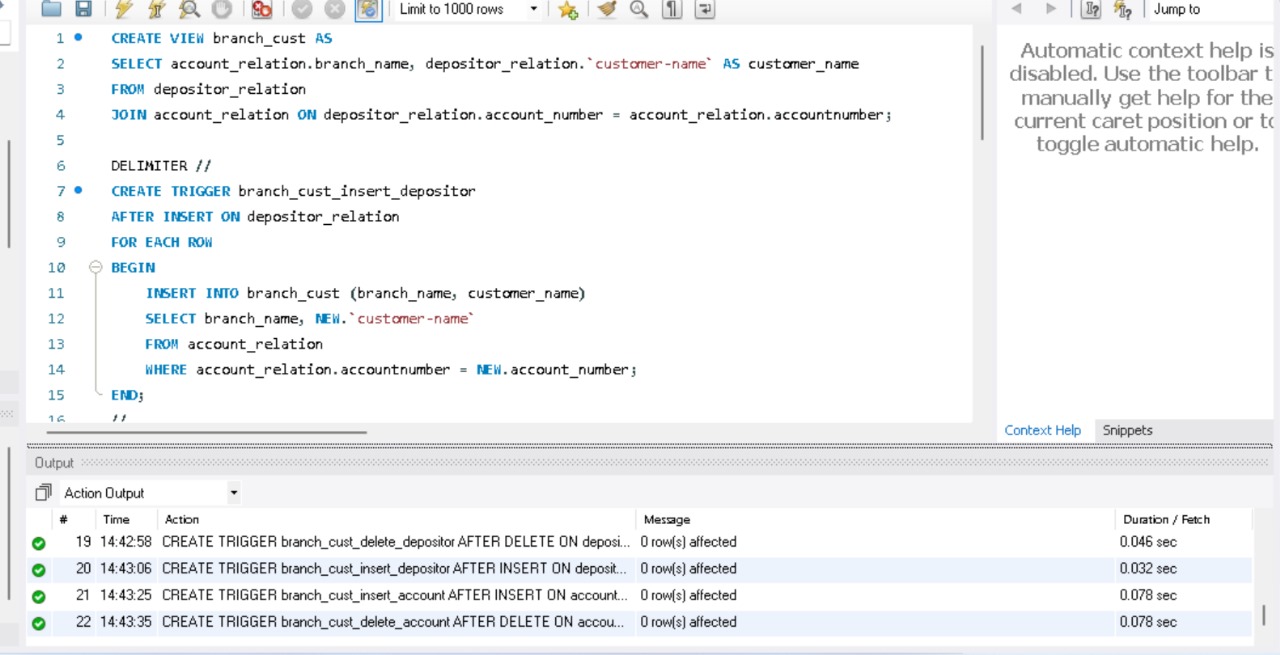 Limit to 1000 rows
Jump to
1 CREATE VIEW branch_cust AS
2 SELECT account_relation.branch_name, depositor_relation.`customer-name` AS customer_name
3 FROM depositor_relation
4 JOIN account_relation ON depositor_relation.account_number = account_relation.accountnumber;
5
6 DELIMITER //
7 CREATE TRIGGER branch_cust_insert_depositor
8 AFTER INSERT ON depositor_relation
9 FOR EACH ROW
10 BEGIN
11 INSERT INTO branch_cust (branch_name, customer_name)
12 SELECT branch_name, NEW.`customer-name`
13 FROM account_relation
14 WHERE account_relation.accountnumber = NEW.account_number;
15 END;
16 //
Automatic context help is
disabled. Use the toolbar t
manually get help for the
current caret position or to
toggle automatic help.
Context Help Snippets
Output
Action Output
# Time Action Message Duration / Fetch
19 14:42:58 CREATE TRIGGER branch_cust_delete_depositor AFTER DELETE ON deposi... 0 row(s) affected 0.046 sec
20 14:43:06 CREATE TRIGGER branch_cust_insert_depositor AFTER INSERT ON deposit... 0 row(s) affected 0.032 sec
21 14:43:25 CREATE TRIGGER branch_cust_insert_account AFTER INSERT ON account... 0 row(s) affected 0.078 sec
22 14:43:35 CREATE TRIGGER branch_cust_delete_account AFTER DELETE ON accou... 0 row(s) affected 0.078 sec